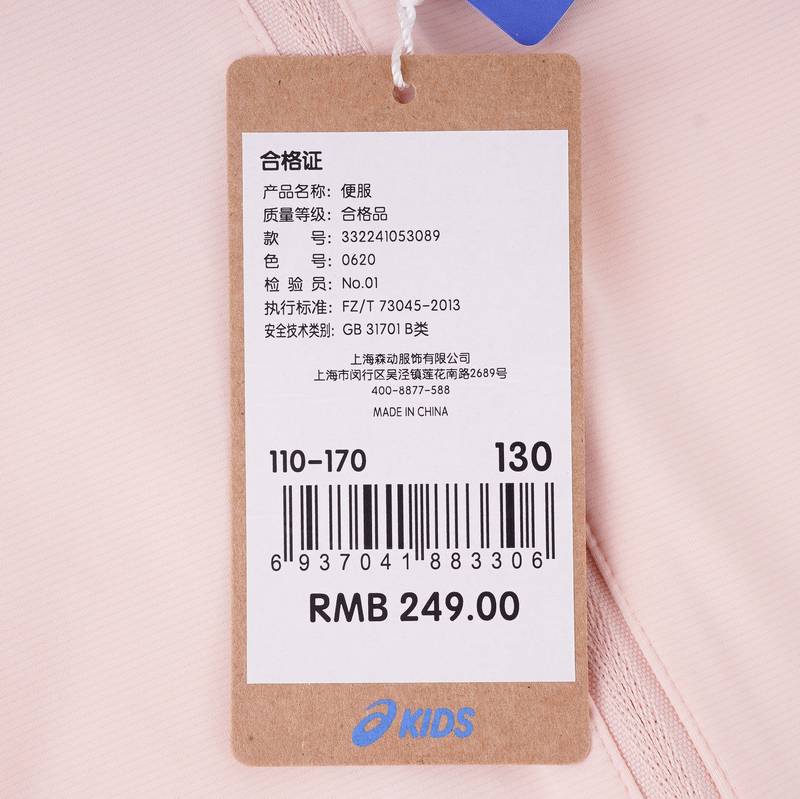 合格证
产品名称：便服
质量等级：合格品
款 号：332241053089
色 号：0620
检 验 员：No.01
执行标准：FZ/T 73045-2013
安全技术类别：GB 31701 B类
上海森动服饰有限公司
上海市闵行区吴泾镇莲花南路2689号
400-8877-588
MADE IN CHINA
110-170 130
6 937041 883306
RMB 249.00
KIDS